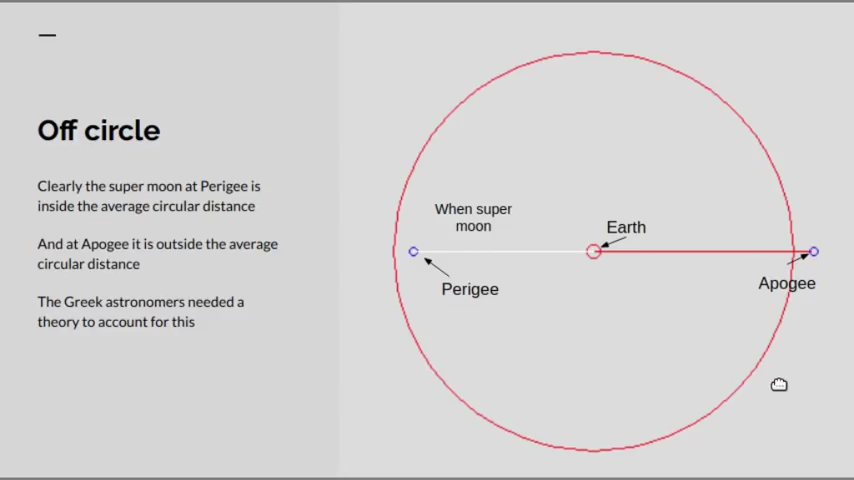 Off circle
Clearly the super moon at Perigee is
inside the average circular distance
And at Apogee it is outside the average
circular distance
The Greek astronomers needed a
theory to account for this
When super
moon
Earth
Perigee
Apogee